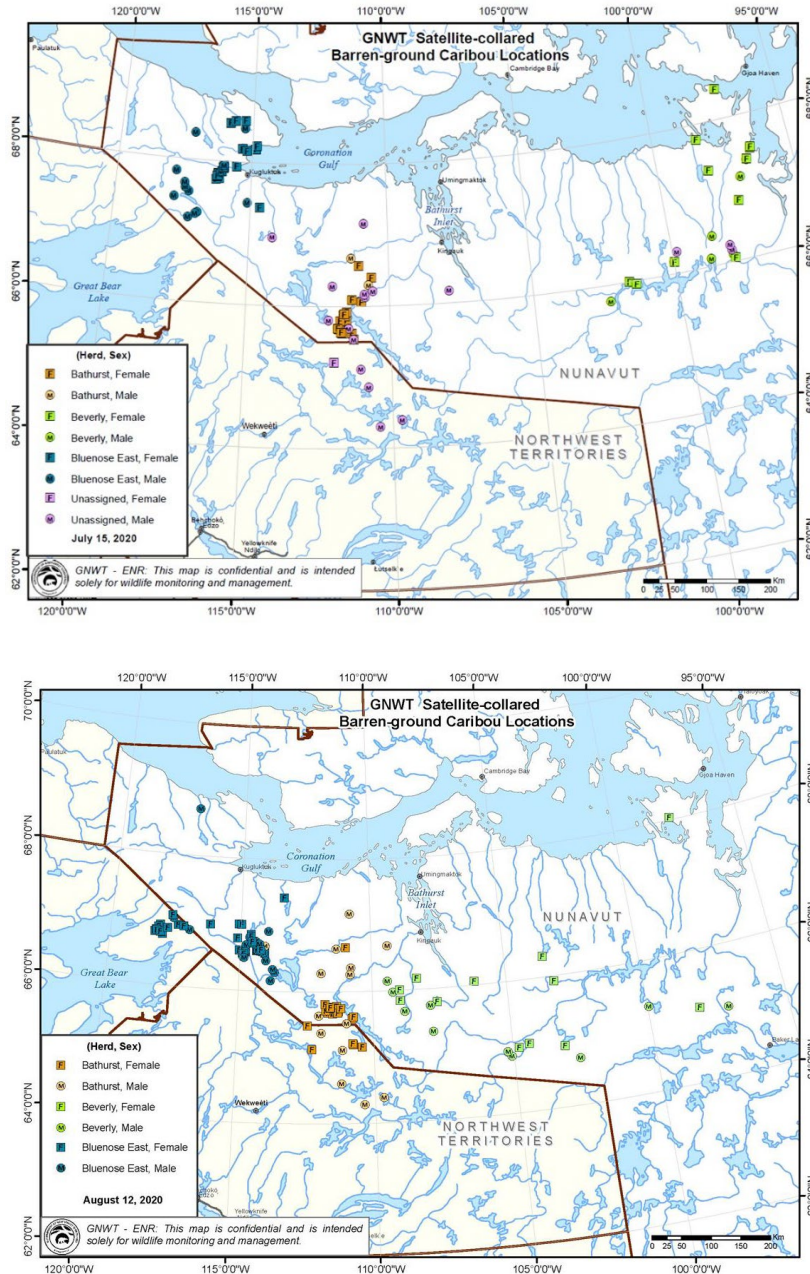 120°0'0"W 115°0'0"W 110°0'0"W 105°0'0"W 100°0'0"W 95°0'0"W
GNWT Satellite-collared
Barren-ground Caribou Locations
Paulatuk
Cambridge Bay
Gjoa Haven
68°0'0"N
Coronation
Gulf
Kugluktuk
Umingmaktok
Bathurst
Inlet
Kingauk
66°0'0"N
Great Bear
Lake
NUNAVUT
64°0'0"N
NORTHWEST
TERRITORIES
Wekweètì
(Herd, Sex)
F Bathurst, Female
M Bathurst, Male
F Beverly, Female
M Beverly, Male
F Bluenose East, Female
M Bluenose East, Male
F Unassigned, Female
M Unassigned, Male
July 15, 2020
Edzo
Yellowknife
62°0'0"N
GNWT - ENR: This map is confidential and is intended
solely for wildlife monitoring and management.
Km
0 25 50 100 150 200
120°0'0"W 115°0'0"W 110°0'0"W 105°0'0"W 100°0'0"W
120°0'0"W 115°0'0"W 110°0'0"W 105°0'0"W 100°0'0"W 95°0'0"W
70°0'0"N
GNWT Satellite-collared
Barren-ground Caribou Locations
Paulatuk
Cambridge Bay
Gjoa Haven
68°0'0"N
Coronation
Gulf
Kugluktuk
Umingmaktok
Bathurst
Inlet
Kingauk
NUNAVUT
66°0'0"N
Great Bear
Lake
Baker La
64°0'0"N
Wekweètì
NORTHWEST
TERRITORIES
(Herd, Sex)
F Bathurst, Female
M Bathurst, Male
F Beverly, Female
M Beverly, Male
F Bluenose East, Female
M Bluenose East, Male
August 12, 2020
62°0'0"N
GNWT - ENR: This map is confidential and is intended
solely for wildlife monitoring and management.
Km
0 25 50 100 150 200
120°0'0"W 115°0'0"W 110°0'0"W 105°0'0"W 100°0'0"W